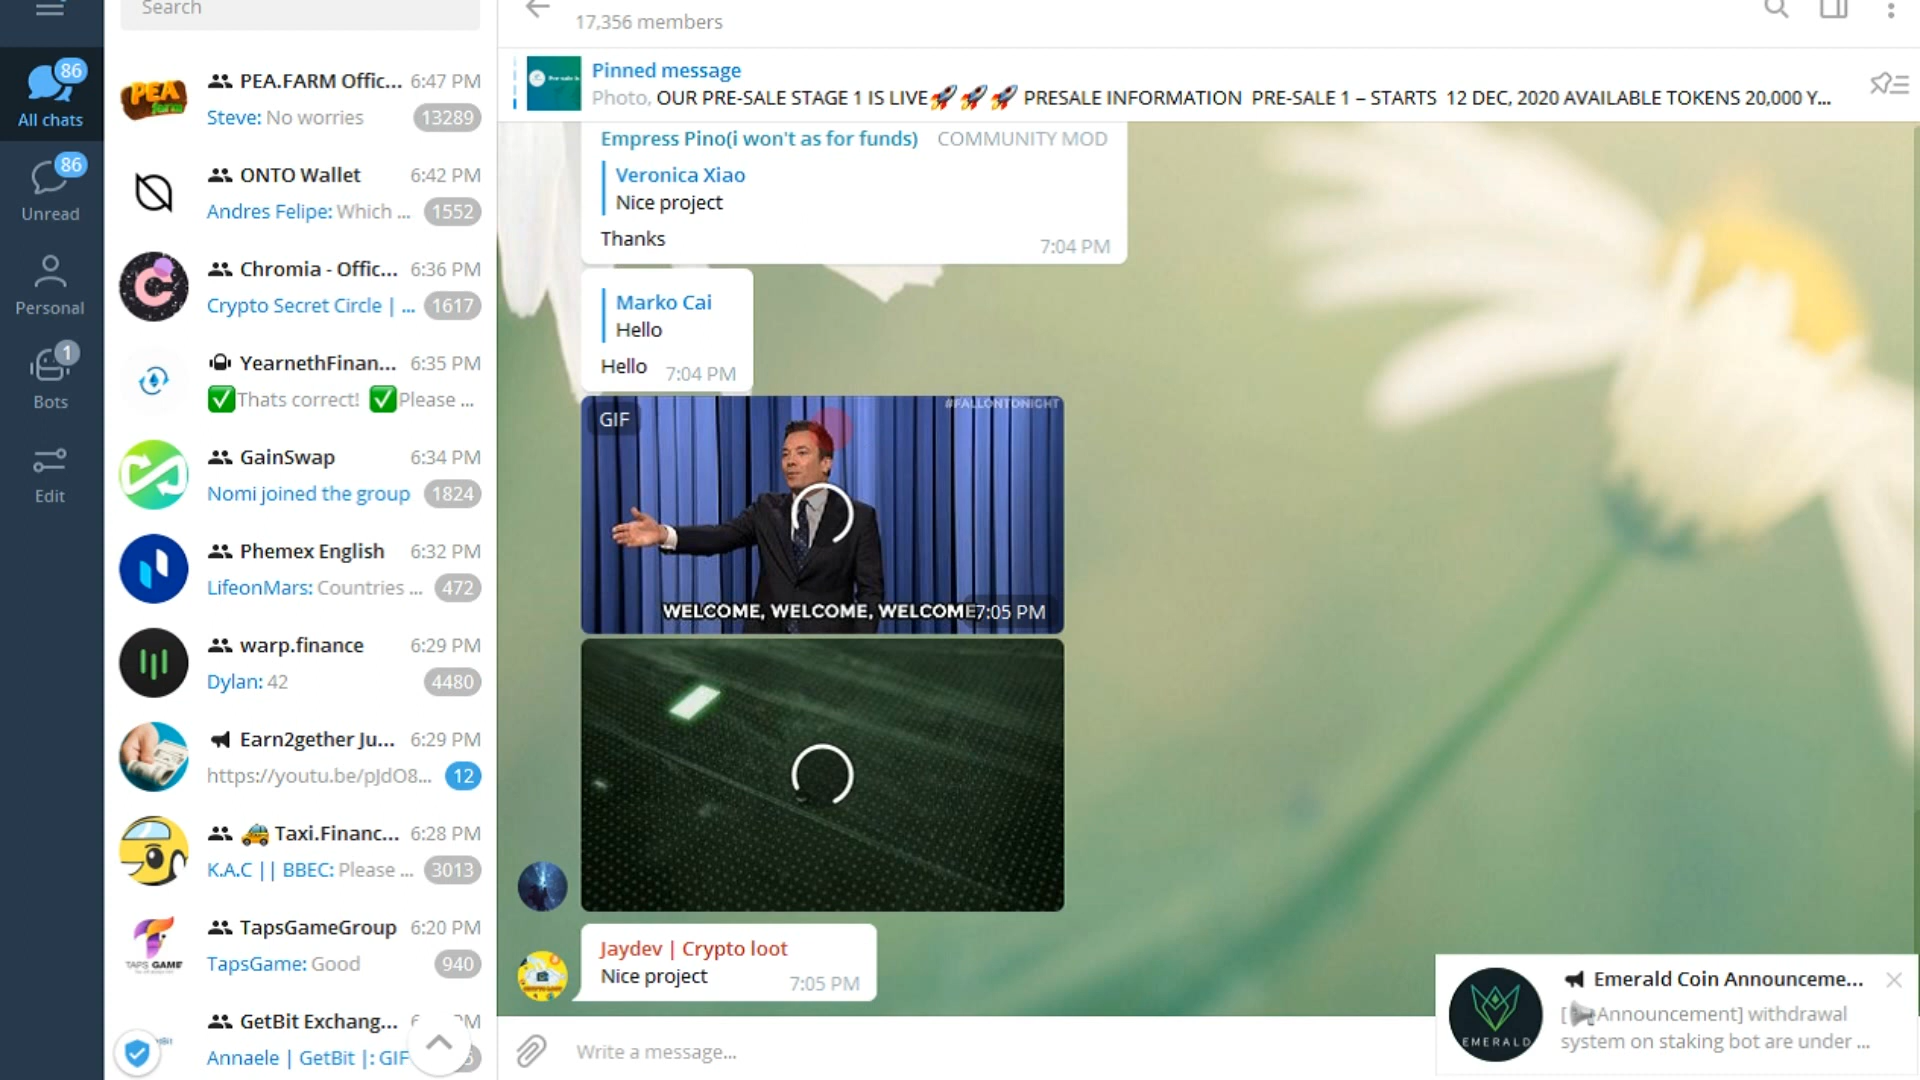 Search
86
All chats
86
Unread
Personal
1
Bots
Edit
PEA.FARM Offic... 6:47 PM
Steve: No worries 13289
ONTO Wallet 6:42 PM
Andres Felipe: Which ... 1552
Chromia - Offic... 6:36 PM
Crypto Secret Circle | ... 1617
YearnethFinan... 6:35 PM
✅Thats correct! ✅Please ...
GainSwap 6:34 PM
Nomi joined the group 1824
Phemex English 6:32 PM
LifeonMars: Countries ... 472
warp.finance 6:29 PM
Dylan: 42 4480
Earn2gether Ju... 6:29 PM
https://youtu.be/pJdO8... 12
🚕 Taxi.Financ... 6:28 PM
K.A.C || BBEC: Please ... 3013
TapsGameGroup 6:20 PM
TapsGame: Good 940
TAPS GAME
GetBit Exchang...
Annaele | GetBit |: GIF
17,356 members
Pinned message
Photo, OUR PRE-SALE STAGE 1 IS LIVE🚀🚀🚀 PRESALE INFORMATION PRE-SALE 1 – STARTS 12 DEC, 2020 AVAILABLE TOKENS 20,000 Y...
Empress Pino(i won't as for funds) COMMUNITY MOD
Veronica Xiao
Nice project
Thanks 7:04 PM
Marko Cai
Hello
Hello 7:04 PM
GIF #FALLONTONIGHT
WELCOME, WELCOME, WELCOME 7:05 PM
Jaydev | Crypto loot
Nice project 7:05 PM
Write a message...
Emerald Coin Announceme...
[📢Announcement] withdrawal
system on staking bot are under ...
EMERALD